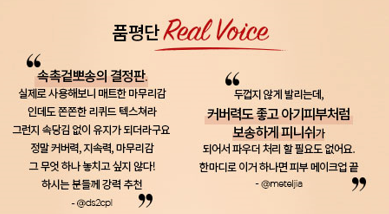 품평단 Real Voice
속촉겉뽀송의 결정판.
실제로 사용해보니 매트한 마무리감
인데도 쫀쫀한 리퀴드 텍스쳐라
그런지 속당김 없이 유지가 되더라구요
정말 커버력, 지속력, 마무리감
그 무엇 하나 놓치고 싶지 않다!
하시는 분들께 강력 추천
- @ds2cpl
두껍지 않게 발리는데,
커버력도 좋고 아기피부처럼
보송하게 피니쉬가
되어서 파우더 처리 할 필요도 없어요.
한마디로 이거 하나면 피부 메이크업 끝
- @meteljia